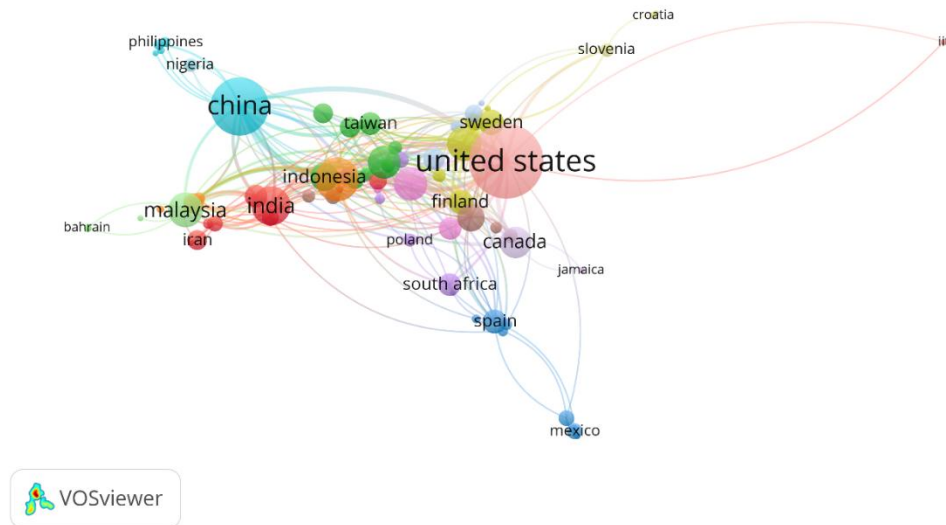 croatia
philippines
slovenia
nigeria
china
taiwan
sweden
united states
indonesia
malaysia
india
finland
bahrain
ican
poland
canada
jamaica
south africa
spain
mexico
VOSviewer